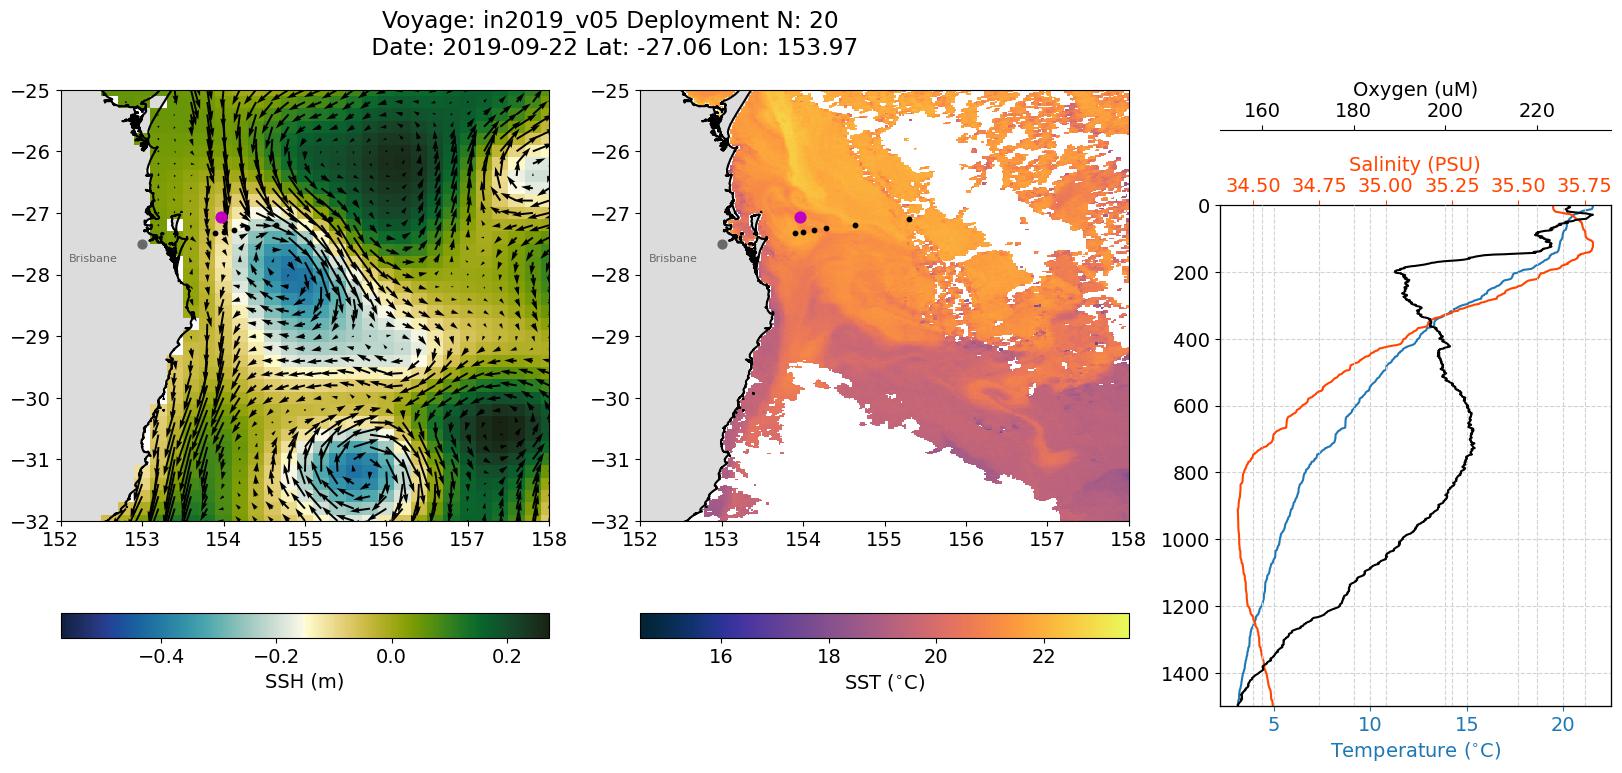 Voyage: in2019_v05 Deployment N: 20
Date: 2019-09-22 Lat: -27.06 Lon: 153.97
−25
−26
−27
−28
−29
−30
−31
−32
Brisbane
152 153 154 155 156 157 158
−0.4 −0.2 0.0 0.2
SSH (m)
−25
−26
−27
−28
−29
−30
−31
−32
Brisbane
152 153 154 155 156 157 158
16 18 20 22
SST (°C)
Oxygen (uM)
160 180 200 220
Salinity (PSU)
34.50 34.75 35.00 35.25 35.50 35.75
0
200
400
600
800
1000
1200
1400
5 10 15 20
Temperature (°C)